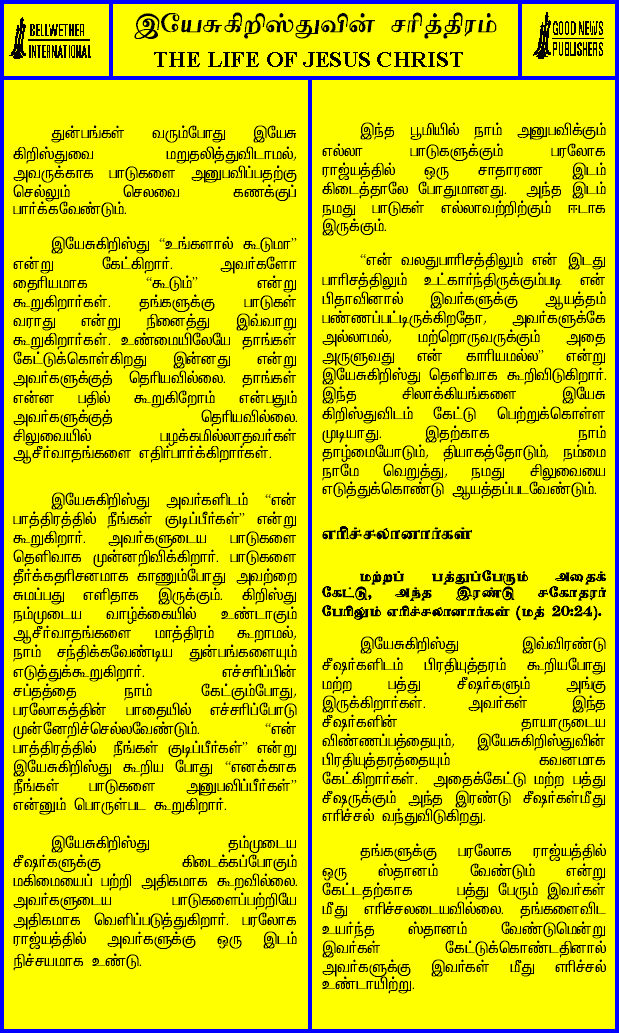 BELLWETHER
INTERNATIONAL
இயேசுகிறிஸ்துவின் சரித்திரம்
THE LIFE OF JESUS CHRIST
GOOD NEWS
PUBLISHERS
துன்பங்கள் வரும்போது இயேசு
கிறிஸ்துவை மறுதலித்துவிடாமல்,
அவருக்காக பாடுகளை அனுபவிப்பதற்கு
செல்லும் செலவை கணக்குப்
பார்க்கவேண்டும்.
இயேசுகிறிஸ்து “உங்களால் கூடுமா”
என்று கேட்கிறார். அவர்களோ
தைரியமாக “கூடும்” என்று
கூறுகிறார்கள். தங்களுக்கு பாடுகள்
வராது என்று நினைத்து இவ்வாறு
கூறுகிறார்கள். உண்மையிலேயே தாங்கள்
கேட்டுக்கொள்கிறது இன்னது என்று
அவர்களுக்குத் தெரியவில்லை. தாங்கள்
என்ன பதில் கூறுகிறோம் என்பதும்
அவர்களுக்குத் தெரியவில்லை.
சிலுவையில் பழக்கமில்லாதவர்கள்
ஆசீர்வாதங்களை எதிர்பார்க்கிறார்கள்.
இயேசுகிறிஸ்து அவர்களிடம் “என்
பாத்திரத்தில் நீங்கள் குடிப்பீர்கள்” என்று
கூறுகிறார். அவர்களுடைய பாடுகளை
தெளிவாக முன்னறிவிக்கிறார். பாடுகளை
தீர்க்கதரிசனமாக காணும்போது அவற்றை
சுமப்பது எளிதாக இருக்கும். கிறிஸ்து
நம்முடைய வாழ்க்கையில் உண்டாகும்
ஆசீர்வாதங்களை மாத்திரம் கூறாமல்,
நாம் சந்திக்கவேண்டிய துன்பங்களையும்
எடுத்துக்கூறுகிறார். எச்சரிப்பின்
சப்தத்தை நாம் கேட்கும்போது,
பரலோகத்தின் பாதையில் எச்சரிப்போடு
முன்னேறிச்செல்லவேண்டும். “என்
பாத்திரத்தில் நீங்கள் குடிப்பீர்கள்” என்று
இயேசுகிறிஸ்து கூறிய போது “எனக்காக
நீங்கள் பாடுகளை அனுபவிப்பீர்கள்”
என்னும் பொருள்பட கூறுகிறார்.
இயேசுகிறிஸ்து தம்முடைய
சீஷர்களுக்கு கிடைக்கப்போகும்
மகிமையைப் பற்றி அதிகமாக கூறவில்லை.
அவர்களுடைய பாடுகளைப்பற்றியே
அதிகமாக வெளிப்படுத்துகிறார். பரலோக
ராஜ்யத்தில் அவர்களுக்கு ஒரு இடம்
நிச்சயமாக உண்டு.
இந்த பூமியில் நாம் அனுபவிக்கும்
எல்லா பாடுகளுக்கும் பரலோக
ராஜ்யத்தில் ஒரு சாதாரண இடம்
கிடைத்தாலே போதுமானது. அந்த இடம்
நமது பாடுகள் எல்லாவற்றிற்கும் ஈடாக
இருக்கும்.
“என் வலதுபாரிசத்திலும் என் இடது
பாரிசத்திலும் உட்கார்ந்திருக்கும்படி என்
பிதாவினால் இவர்களுக்கு ஆயத்தம்
பண்ணப்பட்டிருக்கிறதோ, அவர்களுக்கே
அல்லாமல், மற்றொருவருக்கும் அதை
அருளுவது என் காரியமல்ல” என்று
இயேசுகிறிஸ்து தெளிவாக கூறிவிடுகிறார்.
இந்த சிலாக்கியங்களை இயேசு
கிறிஸ்துவிடம் கேட்டு பெற்றுக்கொள்ள
முடியாது. இதற்காக நாம்
தாழ்மையோடும், தியாகத்தோடும், நம்மை
நாமே வெறுத்து, நமது சிலுவையை
எடுத்துக்கொண்டு ஆயத்தப்படவேண்டும்.
எரிச்சலானார்கள்
மற்றப் பத்துப்பேரும் அதைக்
கேட்டு, அந்த இரண்டு சகோதரர்
பேரிலும் எரிச்சலானார்கள் (மத் 20:24).
இயேசுகிறிஸ்து இவ்விரண்டு
சீஷர்களிடம் பிரதியுத்தரம் கூறியபோது
மற்ற பத்து சீஷர்களும் அங்கு
இருக்கிறார்கள். அவர்கள் இந்த
சீஷர்களின் தாயாருடைய
விண்ணப்பத்தையும், இயேசுகிறிஸ்துவின்
பிரதியுத்தரத்தையும் கவனமாக
கேட்கிறார்கள். அதைக்கேட்டு மற்ற பத்து
சீஷருக்கும் அந்த இரண்டு சீஷர்கள்மீது
எரிச்சல் வந்துவிடுகிறது.
தங்களுக்கு பரலோக ராஜ்யத்தில்
ஒரு ஸ்தானம் வேண்டும் என்று
கேட்டதற்காக பத்து பேரும் இவர்கள்
மீது எரிச்சலடையவில்லை. தங்களைவிட
உயர்ந்த ஸ்தானம் வேண்டுமென்று
இவர்கள் கேட்டுக்கொண்டதினால்
அவர்களுக்கு இவர்கள் மீது எரிச்சல்
உண்டாயிற்று.